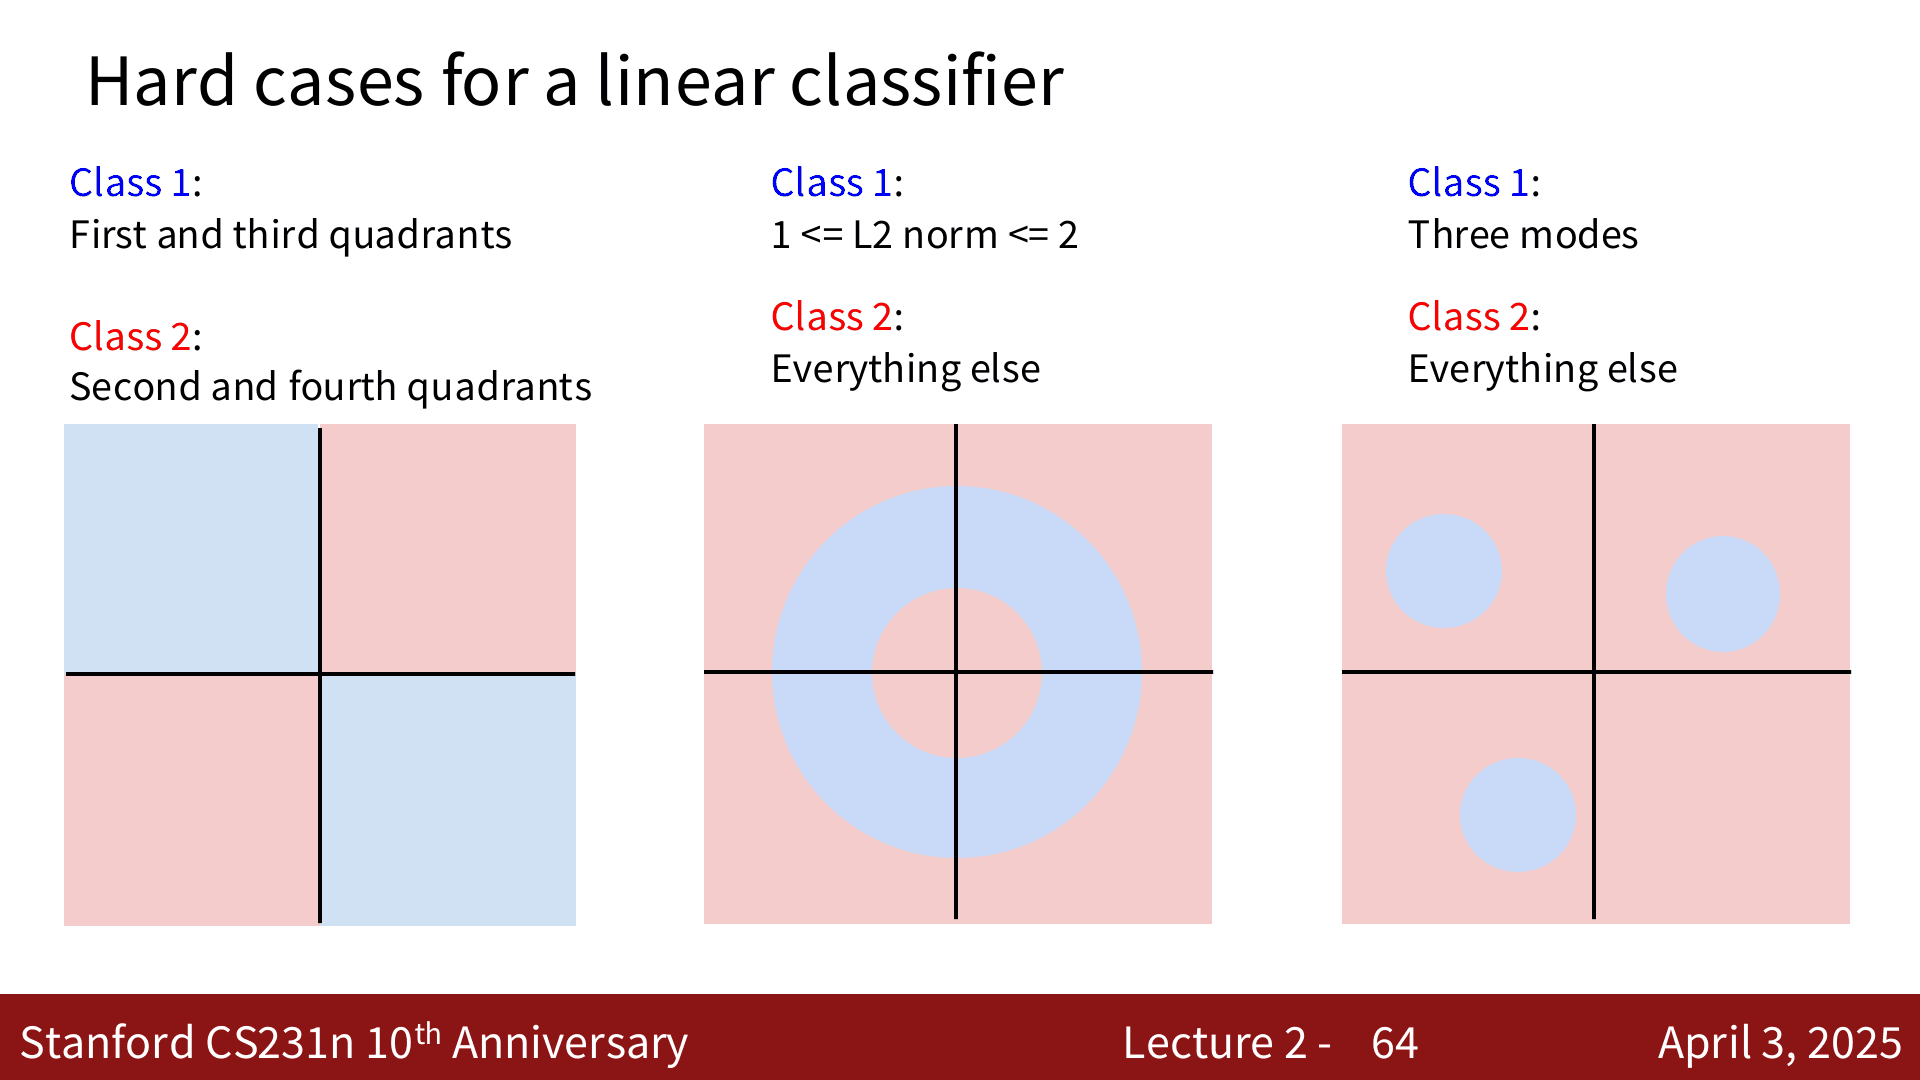 Hard cases for a linear classifier
Class 1:
First and third quadrants
Class 2:
Second and fourth quadrants
Class 1:
1 <= L2 norm <= 2
Class 2:
Everything else
Class 1:
Three modes
Class 2:
Everything else
Stanford CS231n 10th Anniversary
Lecture 2 - 64
April 3, 2025